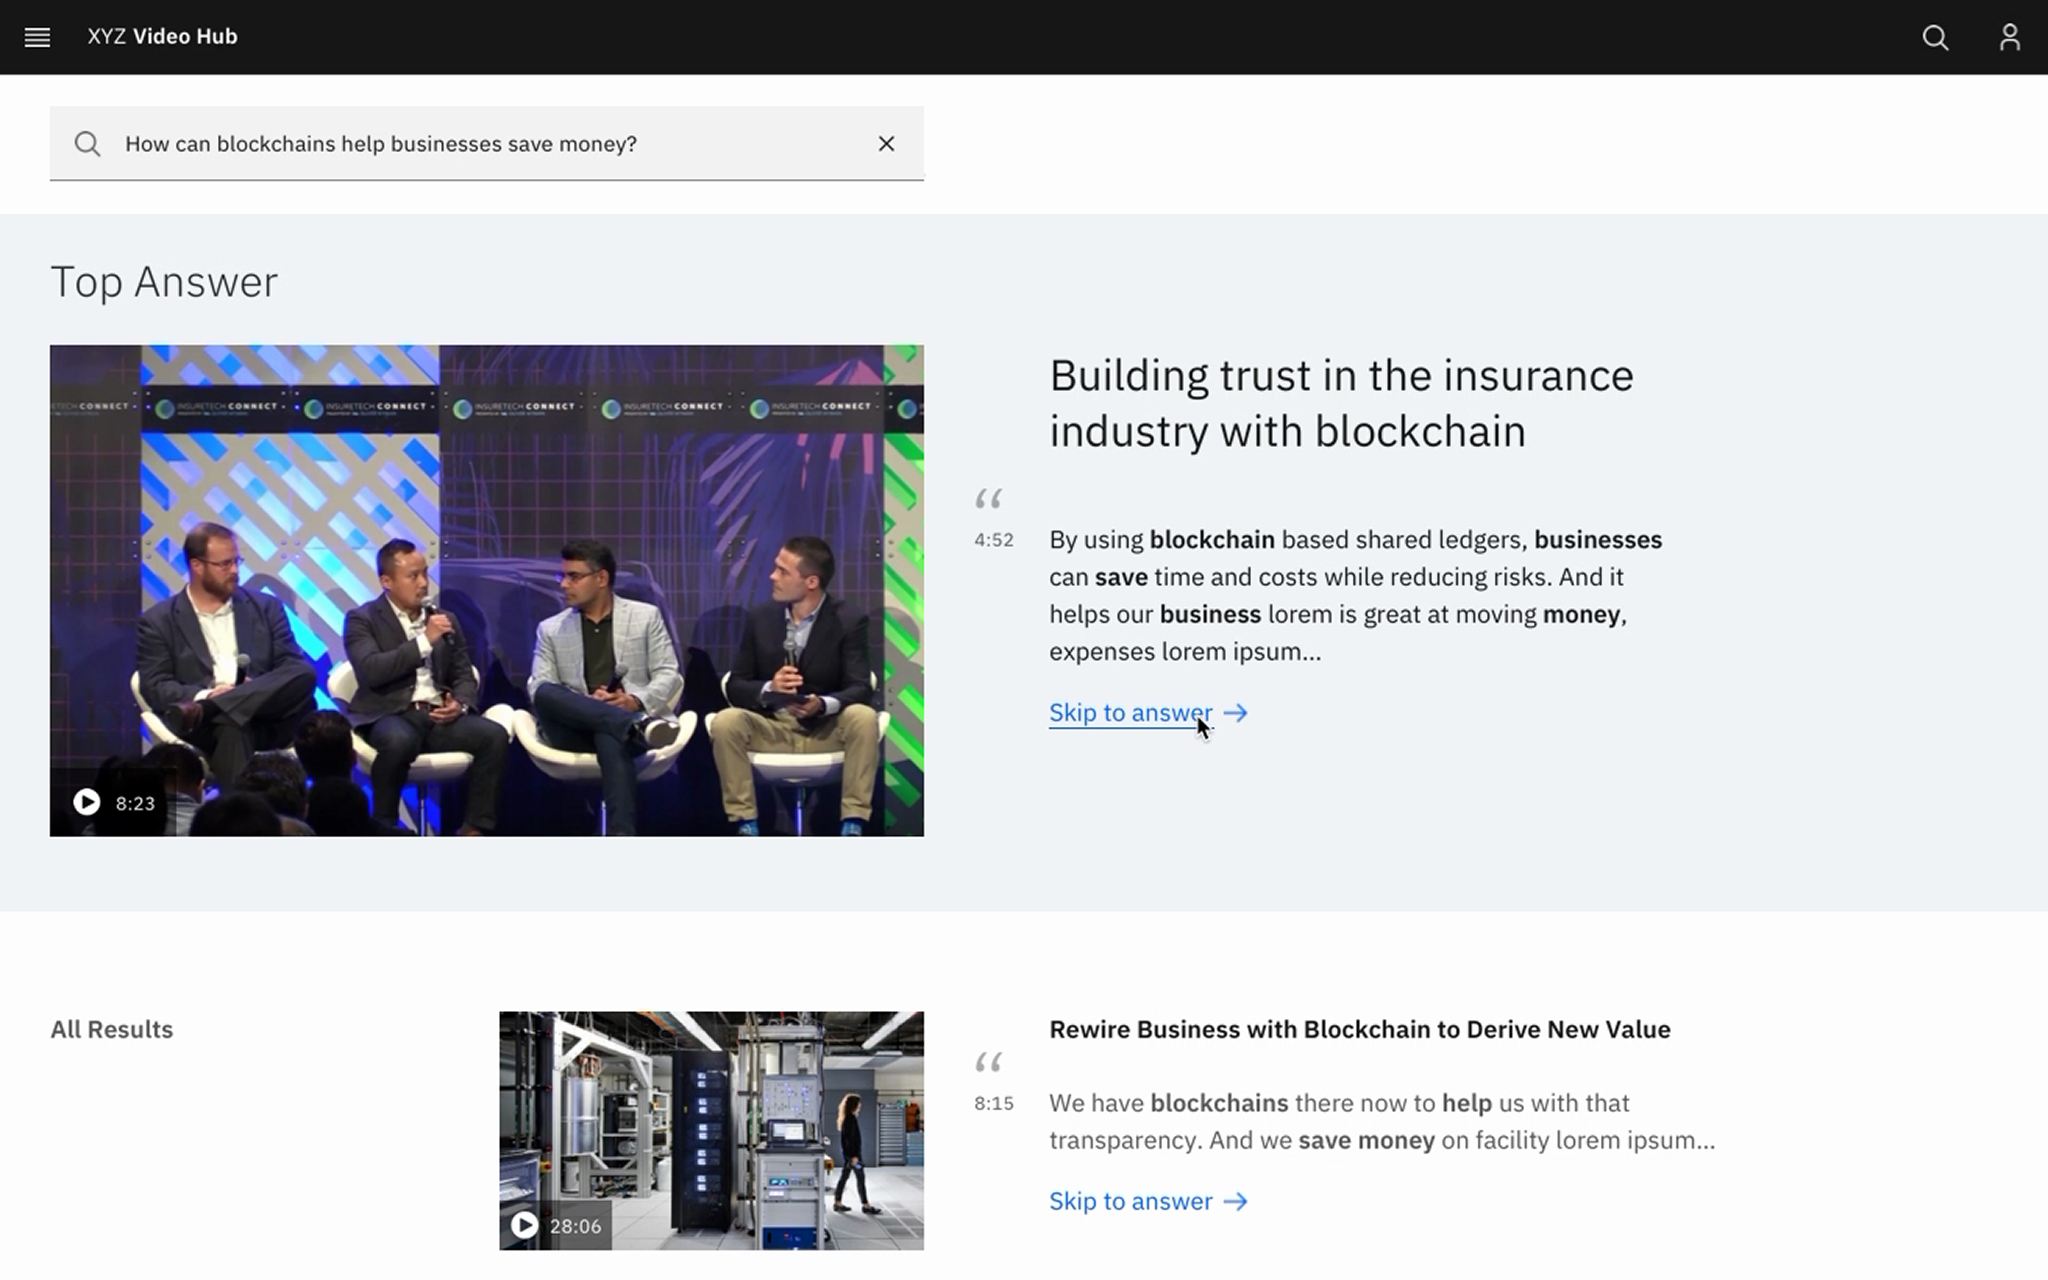 XYZ Video Hub
How can blockchains help businesses save money?
Top Answer
TECH CONNECT INSURETECH CONNECT INSURETECH CONNECT INSURETECH CONNECT INSURETECH CONNECT INSURETECH CONNECT
8:23
Building trust in the insurance
industry with blockchain
“
4:52
By using blockchain based shared ledgers, businesses
can save time and costs while reducing risks. And it
helps our business lorem is great at moving money,
expenses lorem ipsum...
Skip to answer →
All Results
28:06
Rewire Business with Blockchain to Derive New Value
“
8:15
We have blockchains there now to help us with that
transparency. And we save money on facility lorem ipsum...
Skip to answer →